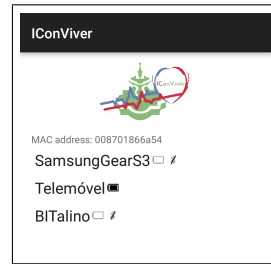 IConViver
IConViver
MAC address: 008701866a54
SamsungGearS3
Telemóvel
BITalino